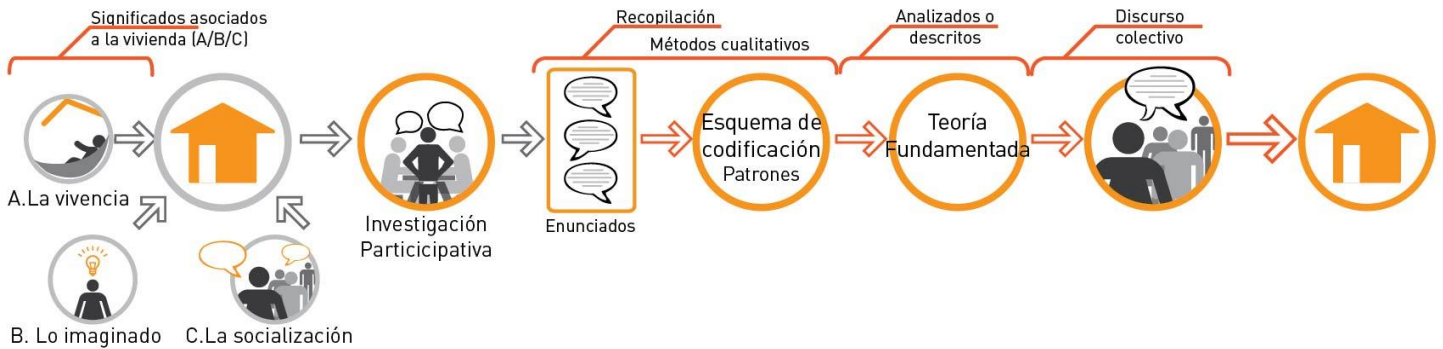 Significados asociados
a la vivienda (A/B/C)
Recopilación
Métodos cualitativos
Analizados o
descritos
Discurso
colectivo
A.La vivencia
B. Lo imaginado
C.La socialización
Investigación
Particicipativa
Enunciados
Esquema de
codificación
Patrones
Teoría
Fundamentada